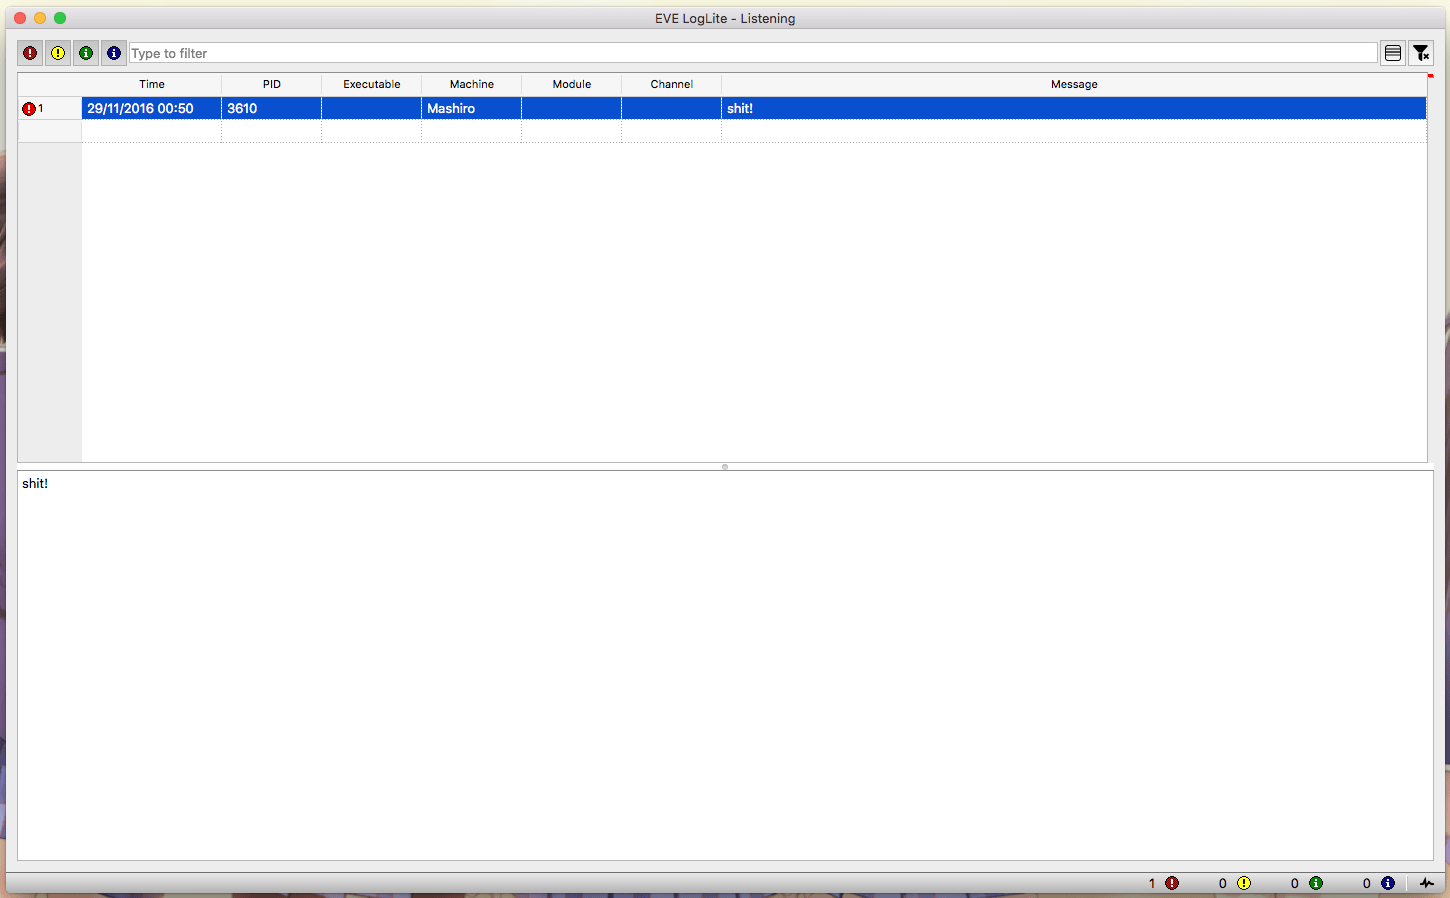 EVE LogLite - Listening
Type to filter
Time PID Executable Machine Module Channel Message
1 29/11/2016 00:50 3610 Mashiro shit!
shit!
1 0 0 0